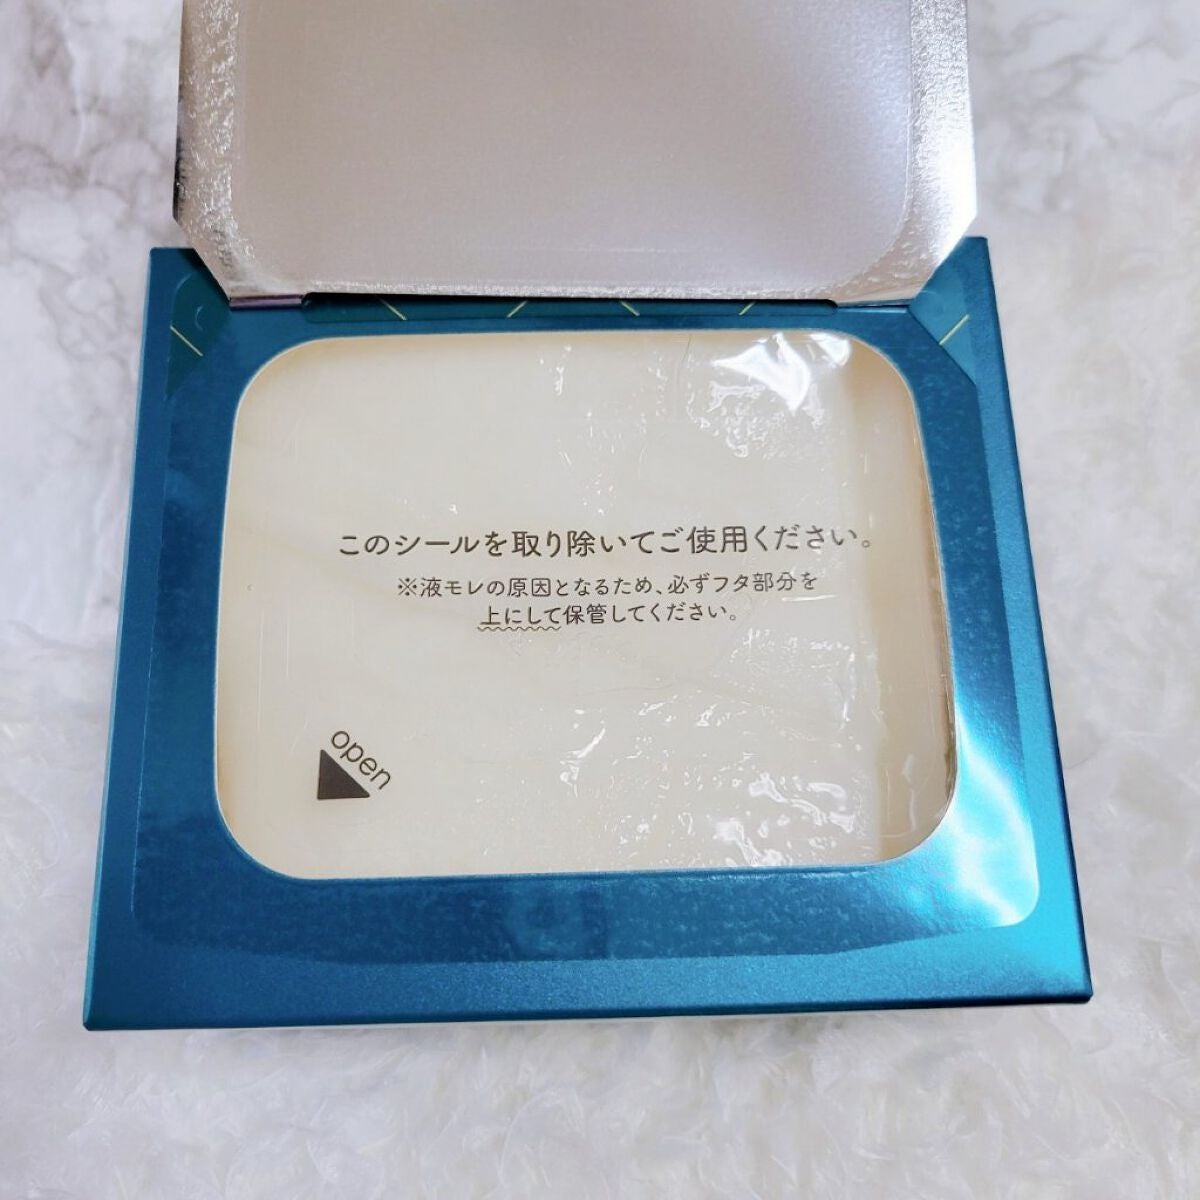 このシールを取り除いてご使用ください。
※液モレの原因となるため、必ずフタ部分を
上にして保管してください。
open